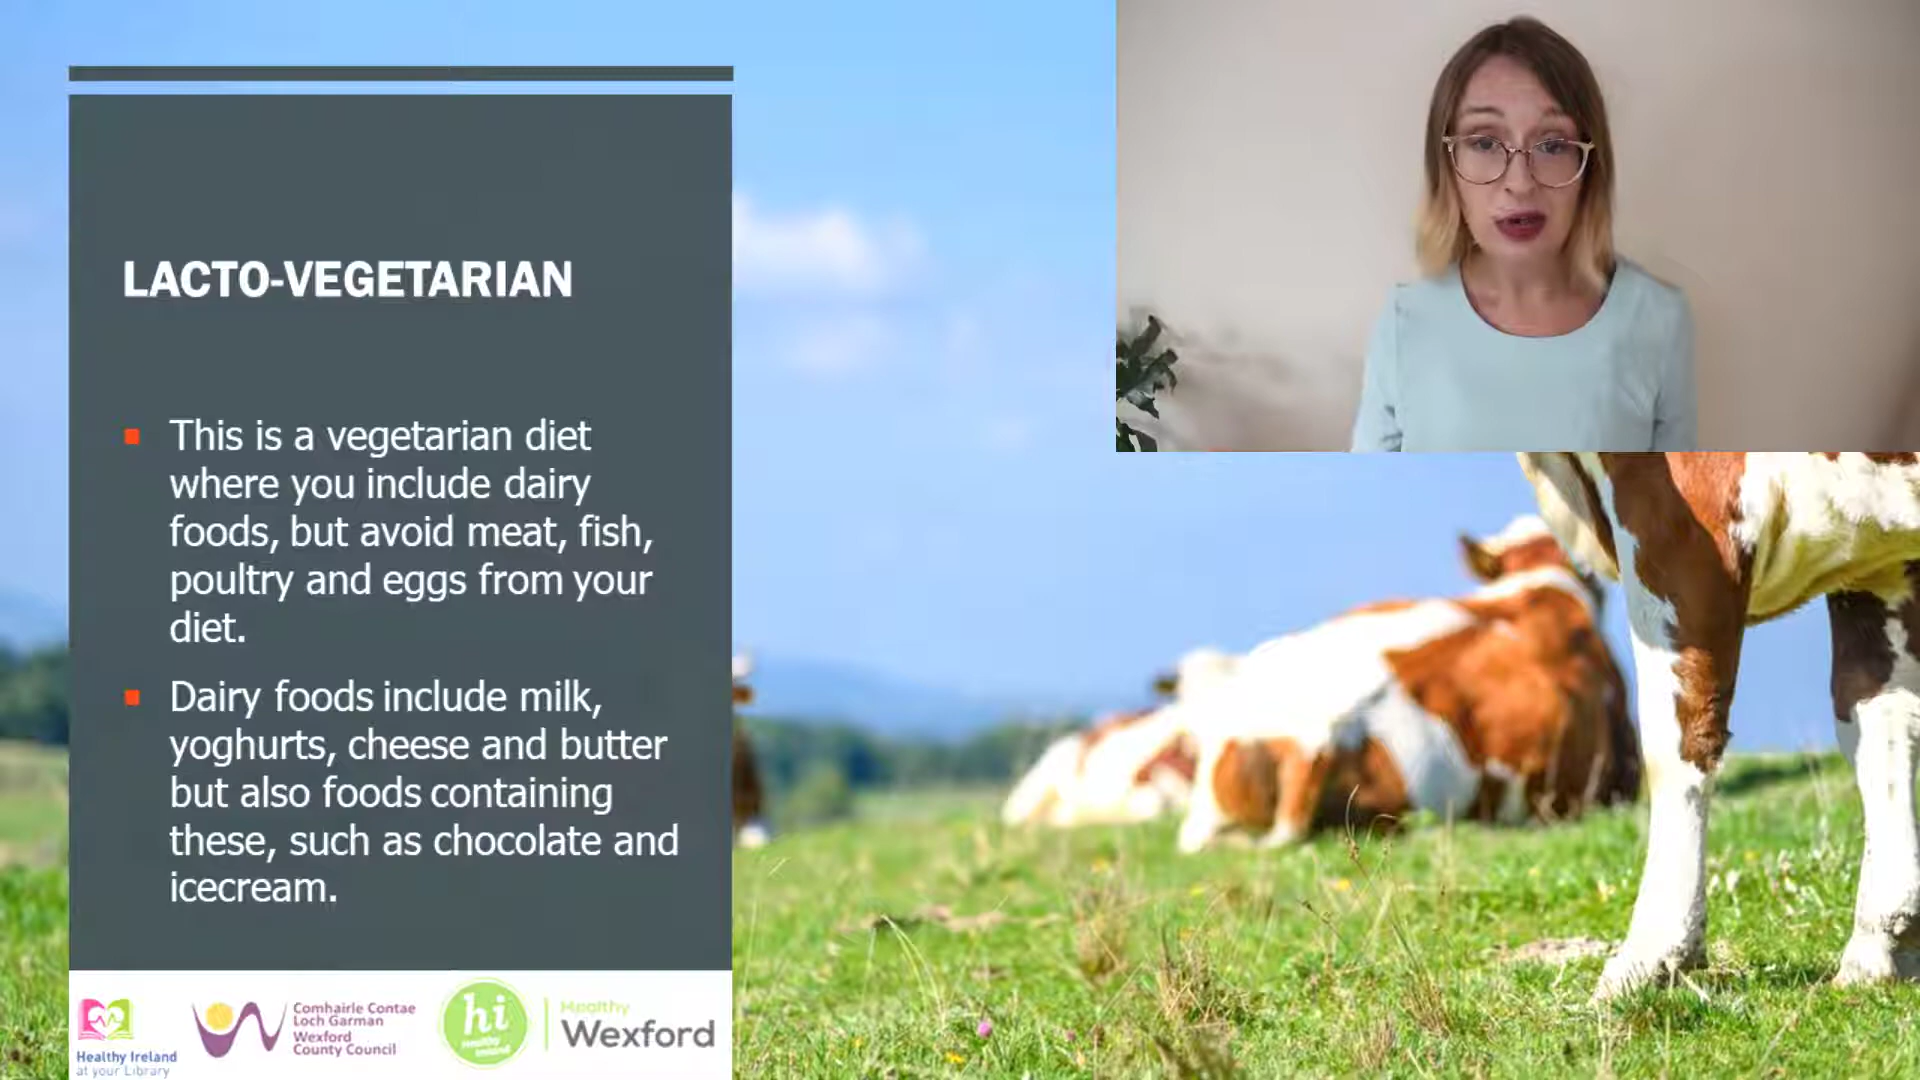 LACTO-VEGETARIAN
This is a vegetarian diet
where you include dairy
foods, but avoid meat, fish,
poultry and eggs from your
diet.
Dairy foods include milk,
yoghurts, cheese and butter
but also foods containing
these, such as chocolate and
icecream.
Healthy Ireland
at your Library
Comhairle Contae
Loch Garman
Wexford
County Council
hi
Healthy
Ireland
Healthy
Wexford